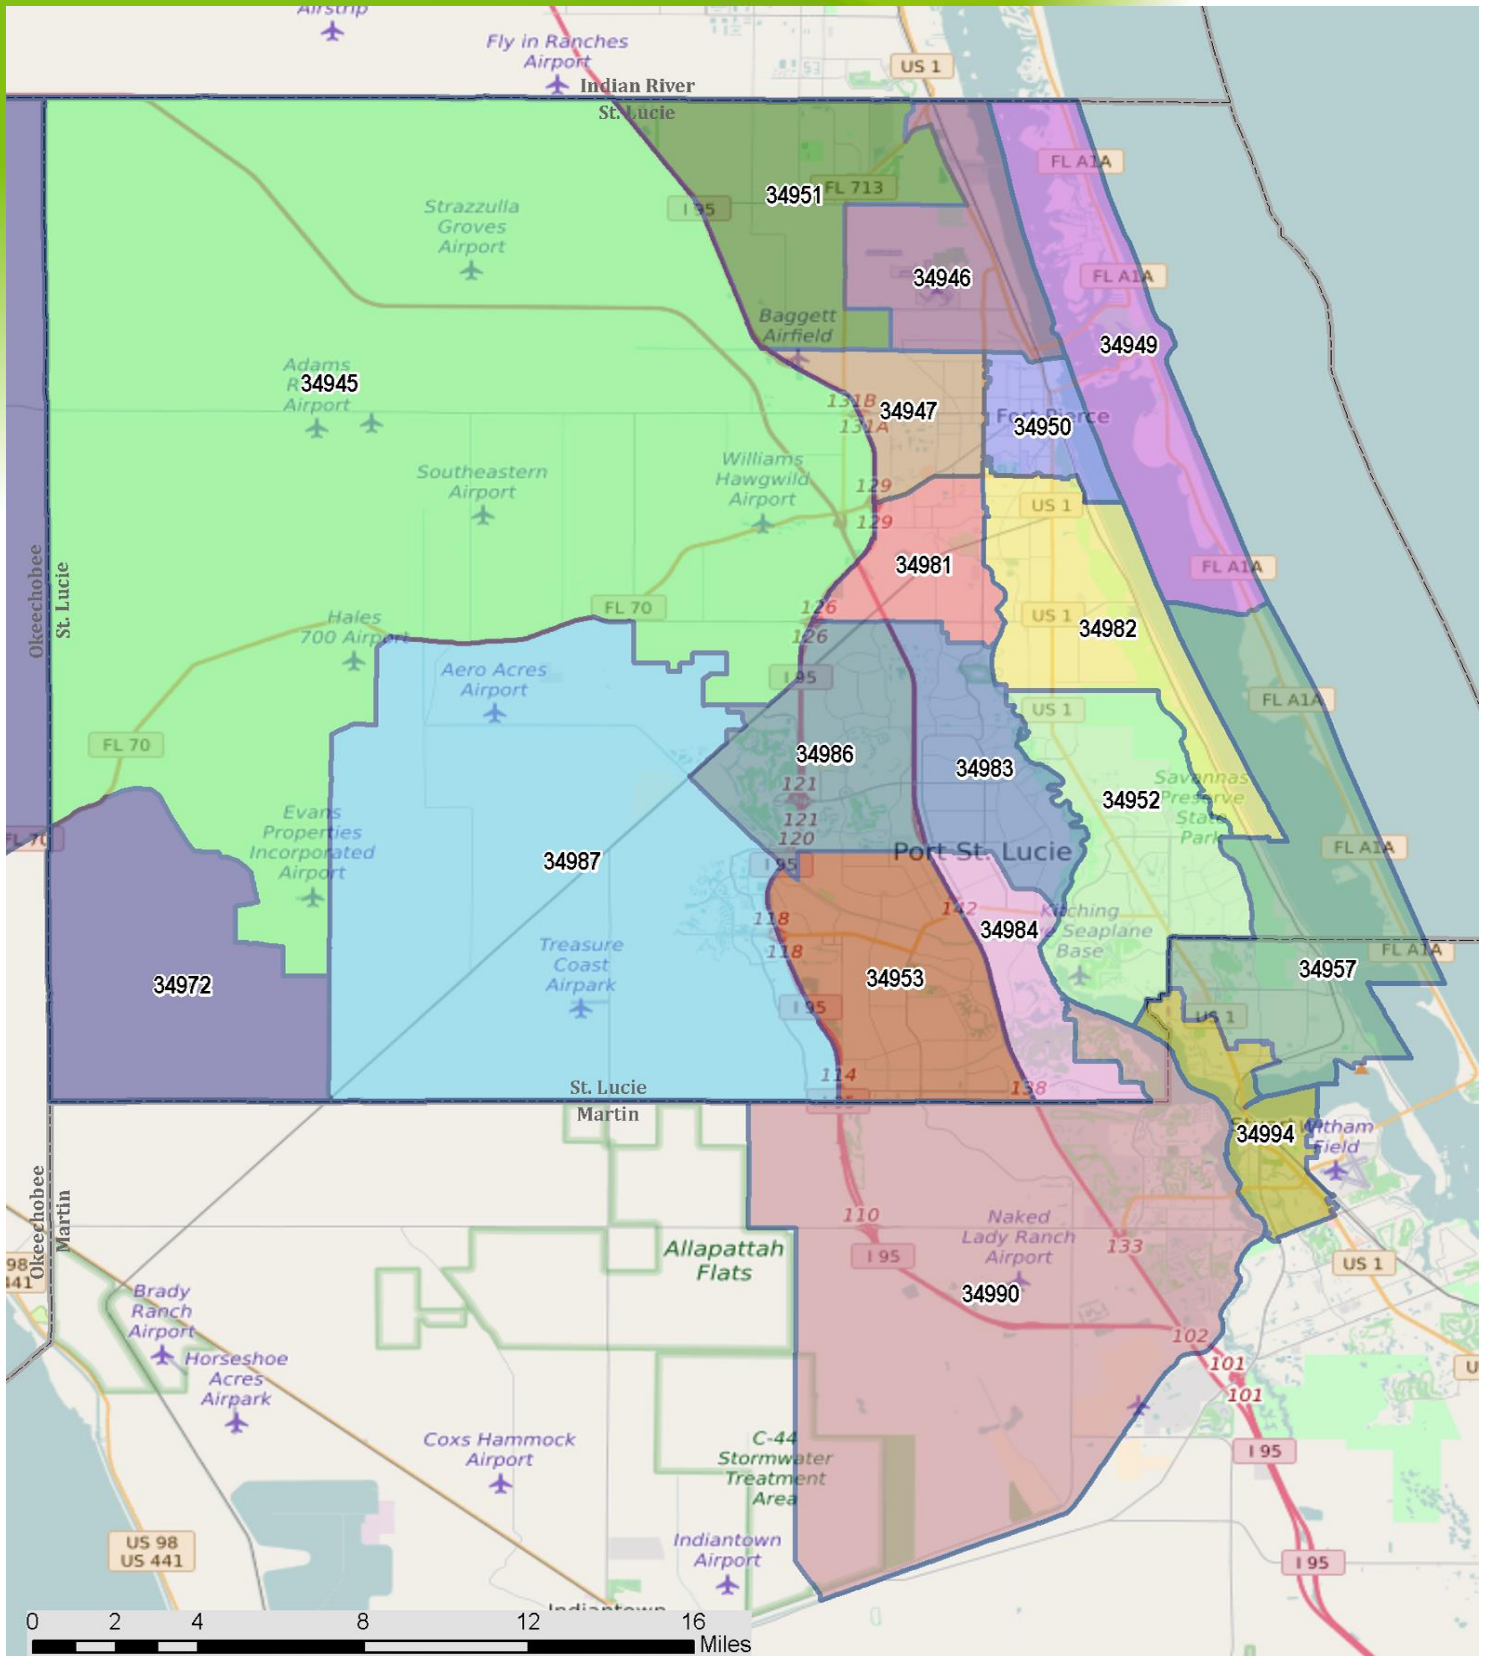 Airstrip
Fly in Ranches
Airport
US 1
Indian River
St. Lucie
FL A1A
34951
FL 713
I 95
Strazzulla
Groves
Airport
34946
FL A1A
Baggett
Airfield
34949
Adams
Airport
34945
131B
131A
34947
Fort Pierce
34950
Southeastern
Airport
Williams
Hawgwild
Airport
129
129
US 1
34981
FL A1A
Okeechobee
St. Lucie
FL 70
126
126
US 1
34982
Hales
700 Airport
Aero Acres
Airport
I 95
US 1
FL A1A
FL 70
34986
121
121
120
34983
34952
Savannas
Preserve
State
Park
FL 70
Evans
Properties
Incorporated
Airport
34987
I 95
Port St. Lucie
FL A1A
118
118
142
34984
Kitching
Seaplane
Base
FL A1A
Treasure
Coast
Airpark
34972
34953
34957
I 95
US 1
114
138
St. Lucie
Martin
34994
Witham
Field
Okeechobee
Martin
110
I 95
Naked
Lady Ranch
Airport
133
US 1
Allapattah
Flats
34990
98
441
Brady
Ranch
Airport
102
101
101
Horseshoe
Acres
Airpark
Coxs Hammock
Airport
C-44
Stormwater
Treatment
Area
I 95
US 98
US 441
Indiantown
Airport
I 95
Indiantown
0 2 4 8 12 16
Miles